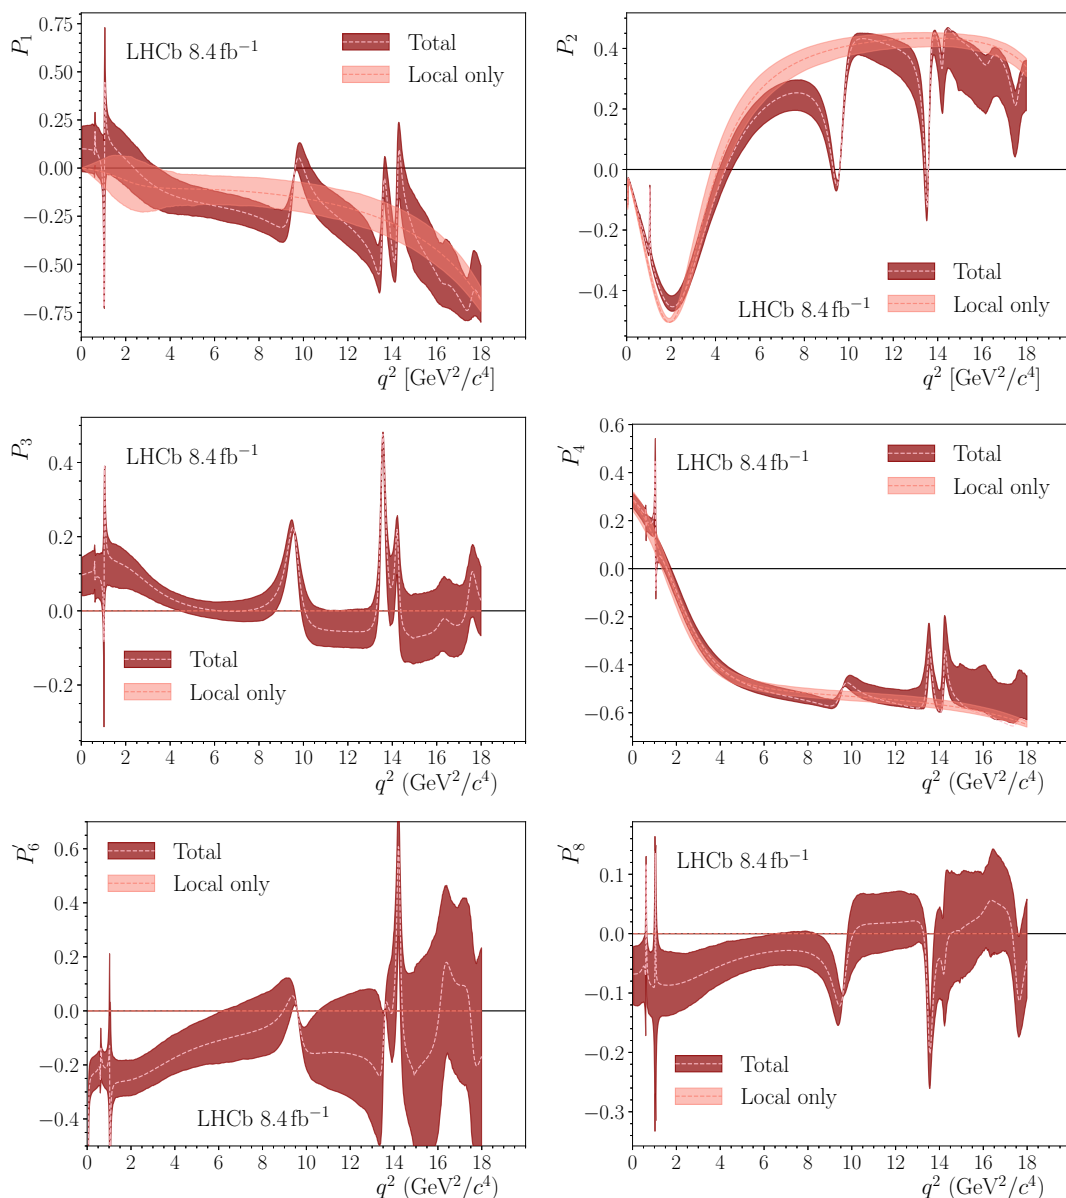 P₁
0.75
0.50
0.25
0.00
−0.25
−0.50
−0.75
LHCb 8.4 fb⁻¹
Total
Local only
0 2 4 6 8 10 12 14 16 18
q² [GeV²/c⁴]
P₂
0.4
0.2
0.0
−0.2
−0.4
Total
Local only
LHCb 8.4 fb⁻¹
0 2 4 6 8 10 12 14 16 18
q² [GeV²/c⁴]
P₃
0.4
0.2
0.0
−0.2
LHCb 8.4 fb⁻¹
Total
Local only
0 2 4 6 8 10 12 14 16 18
q² (GeV²/c⁴)
P′₄
0.6
0.4
0.2
0.0
−0.2
−0.4
−0.6
LHCb 8.4 fb⁻¹
Total
Local only
0 2 4 6 8 10 12 14 16 18
q² (GeV²/c⁴)
P′₆
0.6
0.4
0.2
0.0
−0.2
−0.4
Total
Local only
LHCb 8.4 fb⁻¹
0 2 4 6 8 10 12 14 16 18
q² (GeV²/c⁴)
P′₈
0.1
0.0
−0.1
−0.2
−0.3
LHCb 8.4 fb⁻¹
Total
Local only
0 2 4 6 8 10 12 14 16 18
q² (GeV²/c⁴)